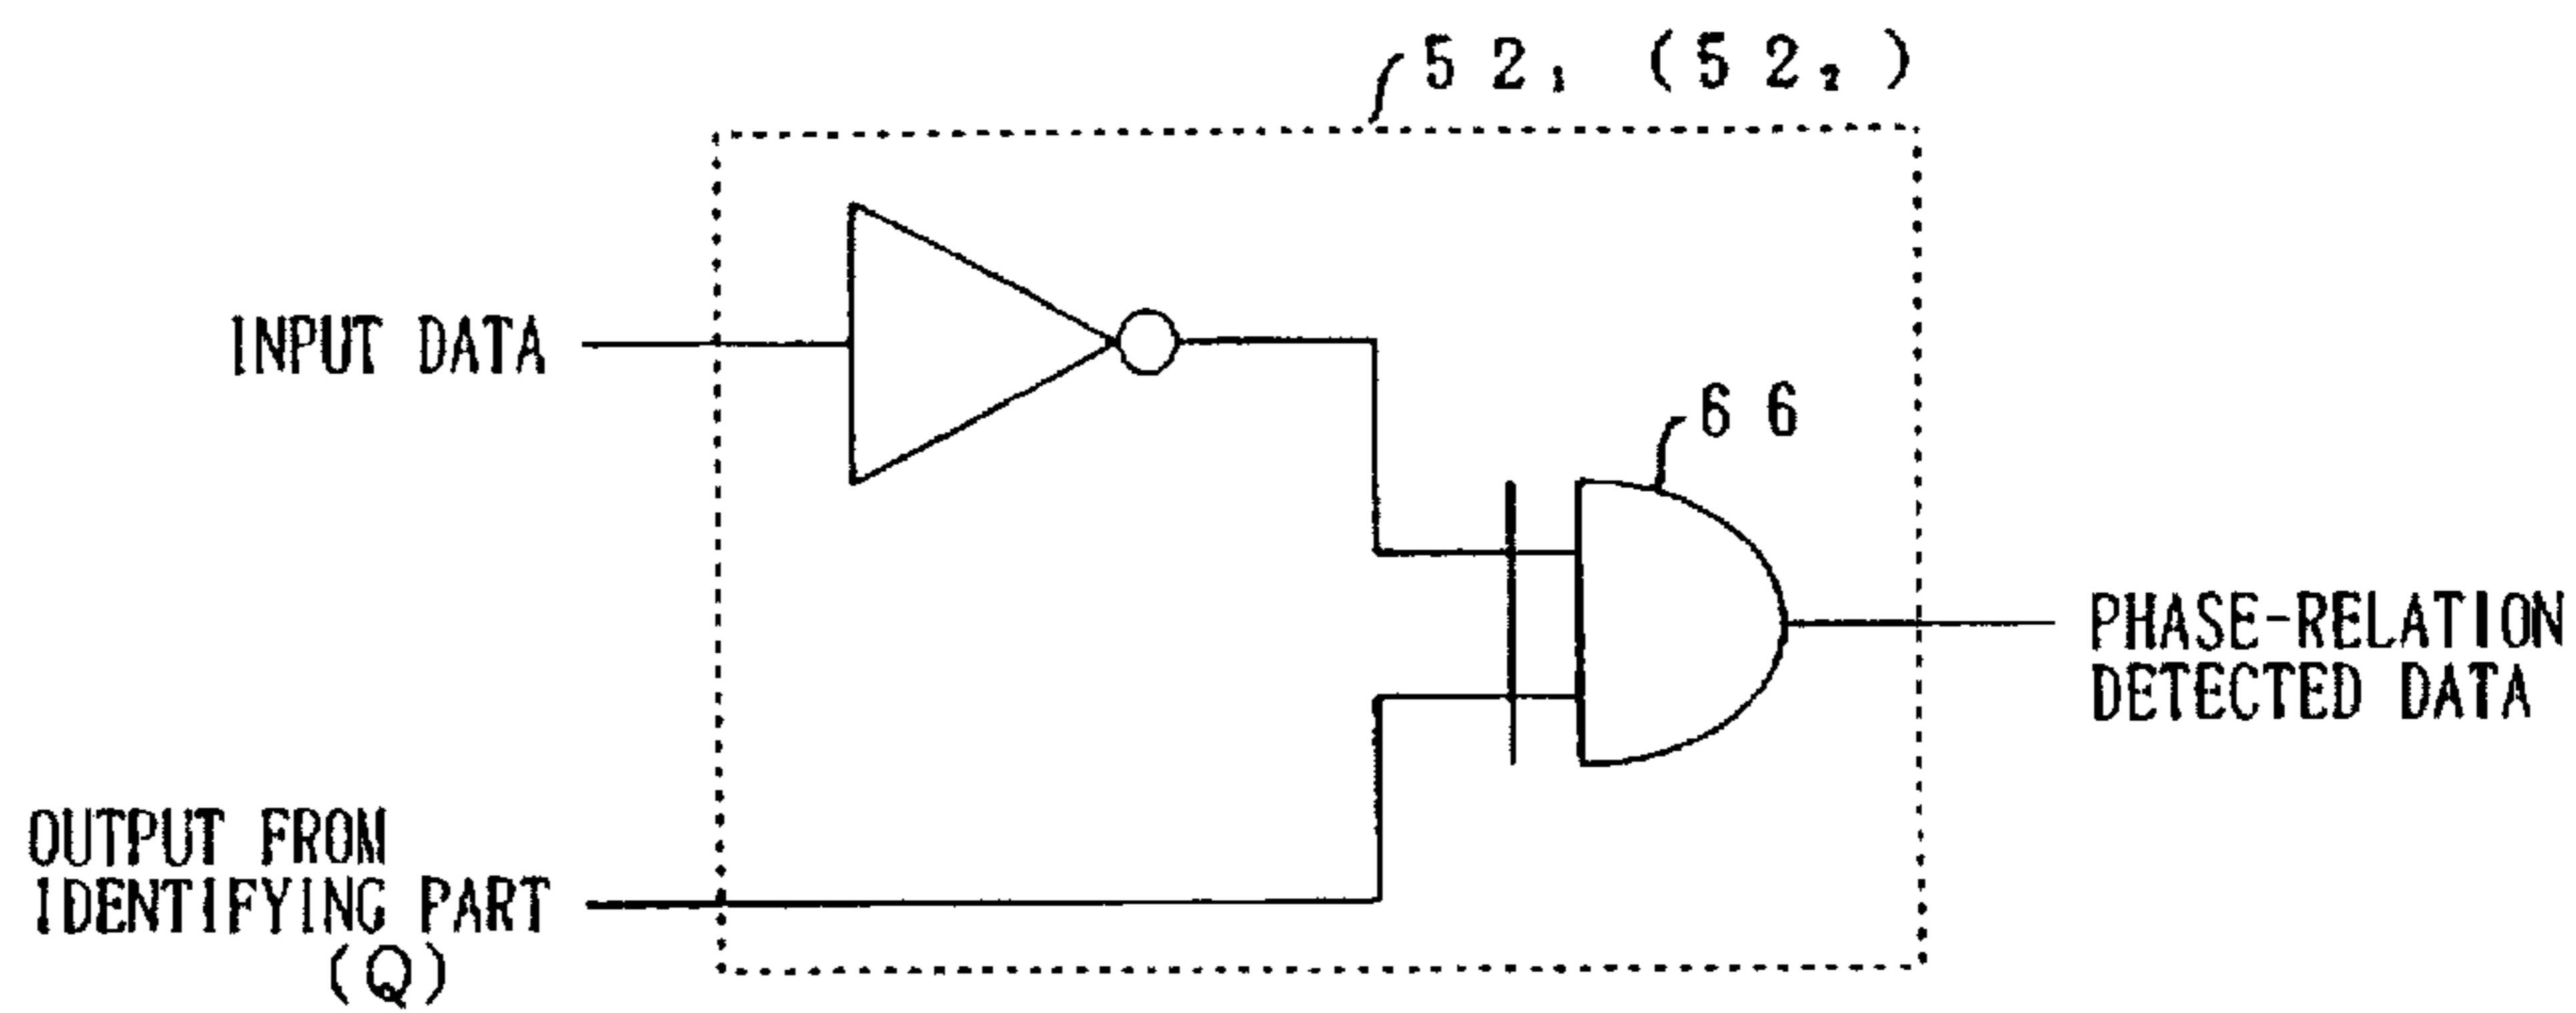 52₁ (52₂)
INPUT DATA
66
PHASE-RELATION
DETECTED DATA
OUTPUT FROM
IDENTIFYING PART
(Q)